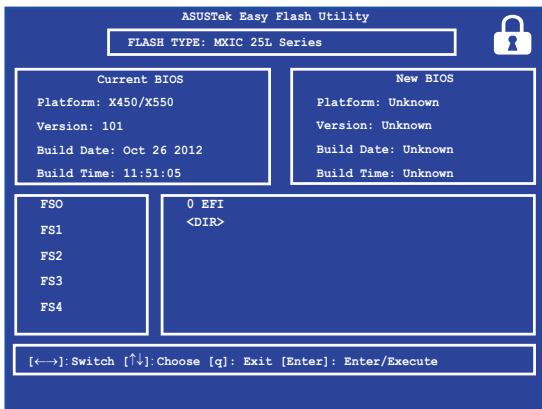 ASUSTek Easy Flash Utility
FLASH TYPE: MXIC 25L Series
Current BIOS
Platform: X450/X550
Version: 101
Build Date: Oct 26 2012
Build Time: 11:51:05
New BIOS
Platform: Unknown
Version: Unknown
Build Date: Unknown
Build Time: Unknown
FSO
FS1
FS2
FS3
FS4
0 EFI
<DIR>
[←→]: Switch [↑↓]: Choose [q]: Exit [Enter]: Enter/Execute